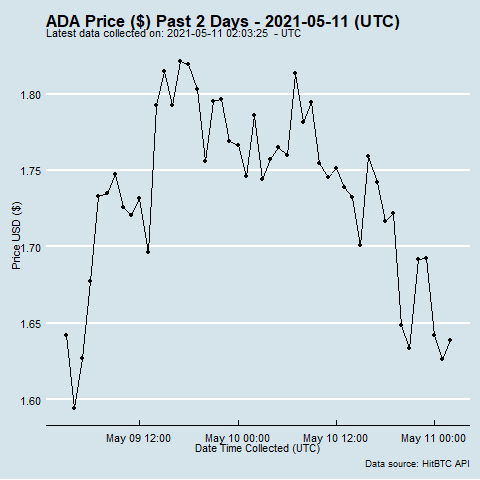 ADA Price ($) Past 2 Days - 2021-05-11 (UTC)
Latest data collected on: 2021-05-11 02:03:25 - UTC
1.80
1.75
1.70
1.65
1.60
Price USD ($)
May 09 12:00 May 10 00:00 May 10 12:00 May 11 00:00
Date Time Collected (UTC)
Data source: HitBTC API